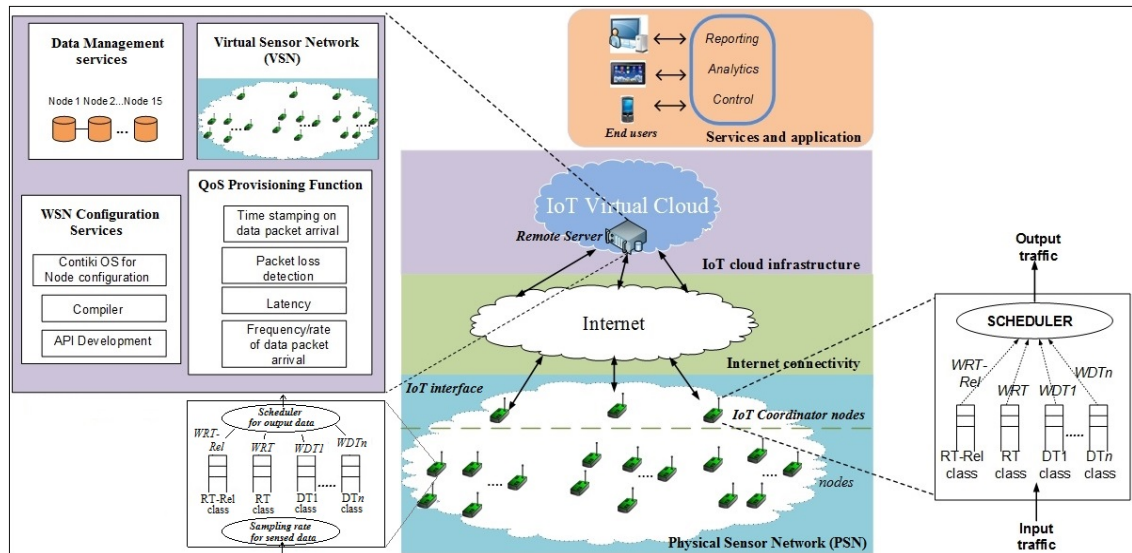 Data Management
services
Node 1 Node 2...Node 15
Virtual Sensor Network
(VSN)
WSN Configuration
Services
Contiki OS for
Node configuration
Compiler
API Development
QoS Provisioning Function
Time stamping on
data packet arrival
Packet loss
detection
Latency
Frequency/rate
of data packet
arrival
Reporting
Analytics
Control
End users
Services and application
IoT Virtual Cloud
Remote Server
IoT cloud infrastructure
Internet
Internet connectivity
IoT interface
IoT Coordinator nodes
nodes
Physical Sensor Network (PSN)
Scheduler
for output data
WRT-
Rel
WRT
WDT1
WDTn
RT-Rel
class
RT
class
DT1
class
DTn
class
Sampling rate
for sensed data
Output
traffic
SCHEDULER
WRT-
Rel
WRT
WDT1
WDTn
RT-Rel
class
RT
class
DT1
class
DTn
class
Input
traffic